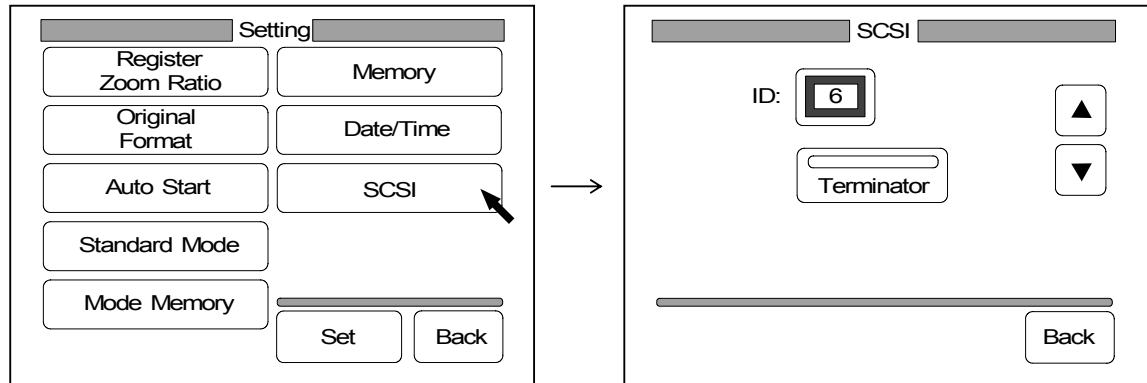 Setting
Register
Zoom Ratio
Memory
Original
Format
Date/Time
Auto Start
SCSI
Standard Mode
Mode Memory
Set
Back
SCSI
ID:
6
▲
Terminator
▼
Back